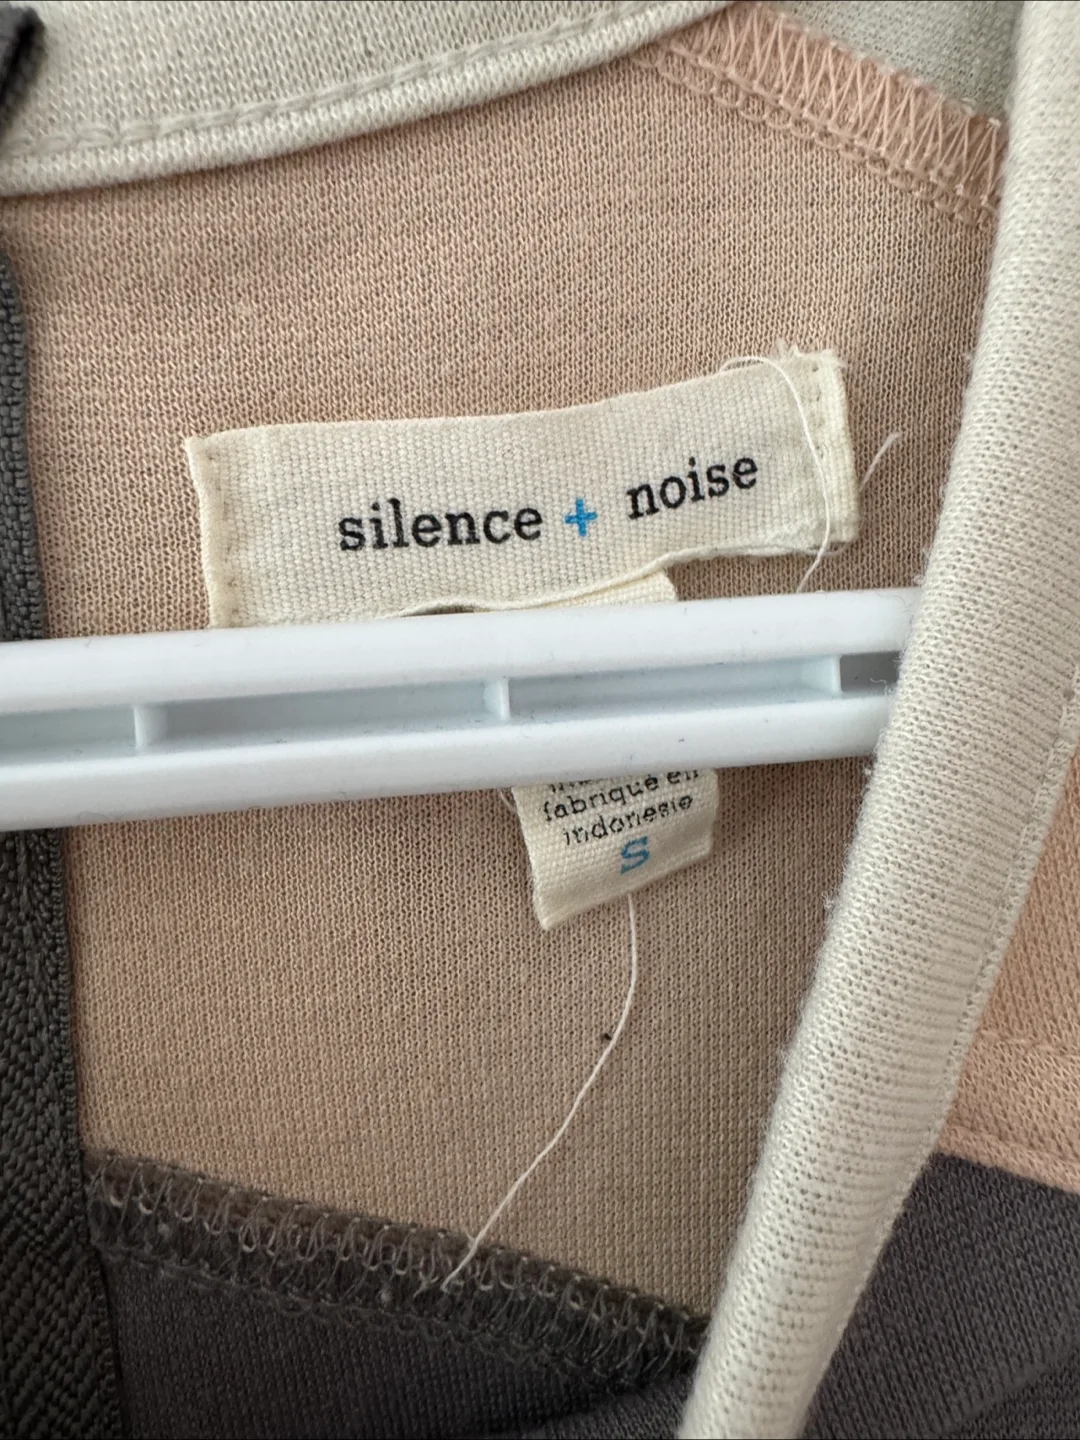 silence + noise
fabriqué en
indonesie
S